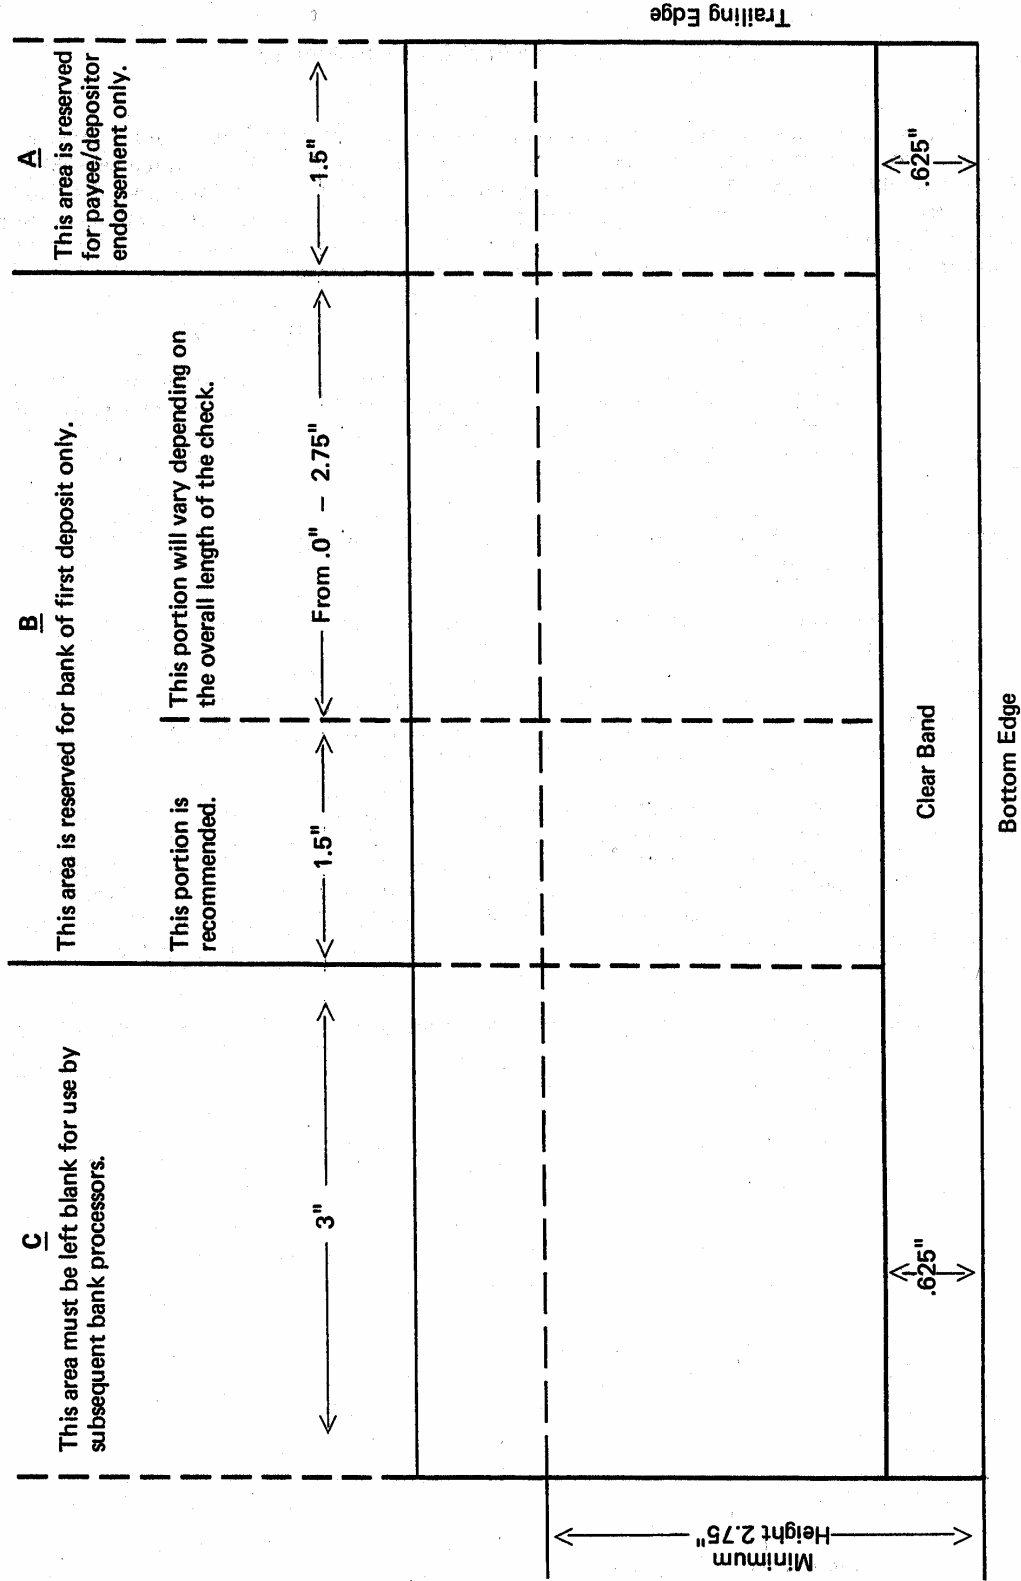 C
This area must be left blank for use by
subsequent bank processors.
3"
B
This area is reserved for bank of first deposit only.
This portion is
recommended.
1.5"
This portion will vary depending on
the overall length of the check.
From .0" – 2.75"
A
This area is reserved
for payee/depositor
endorsement only.
1.5"
Trailing Edge
Minimum
Height 2.75"
.625"
Clear Band
.625"
Bottom Edge